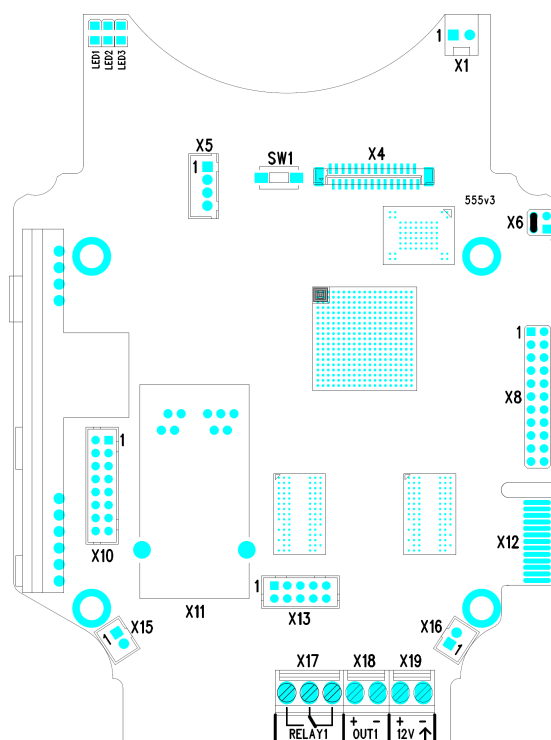 LED1
LED2
LED3
1
X1
X5
1
SW1
X4
555v3
X6
1
X8
1
X10
X11
X12
1
X13
X15
1
X16
1
X17
X18
X19
+ -
+ -
RELAY1
OUT1
12V ↑